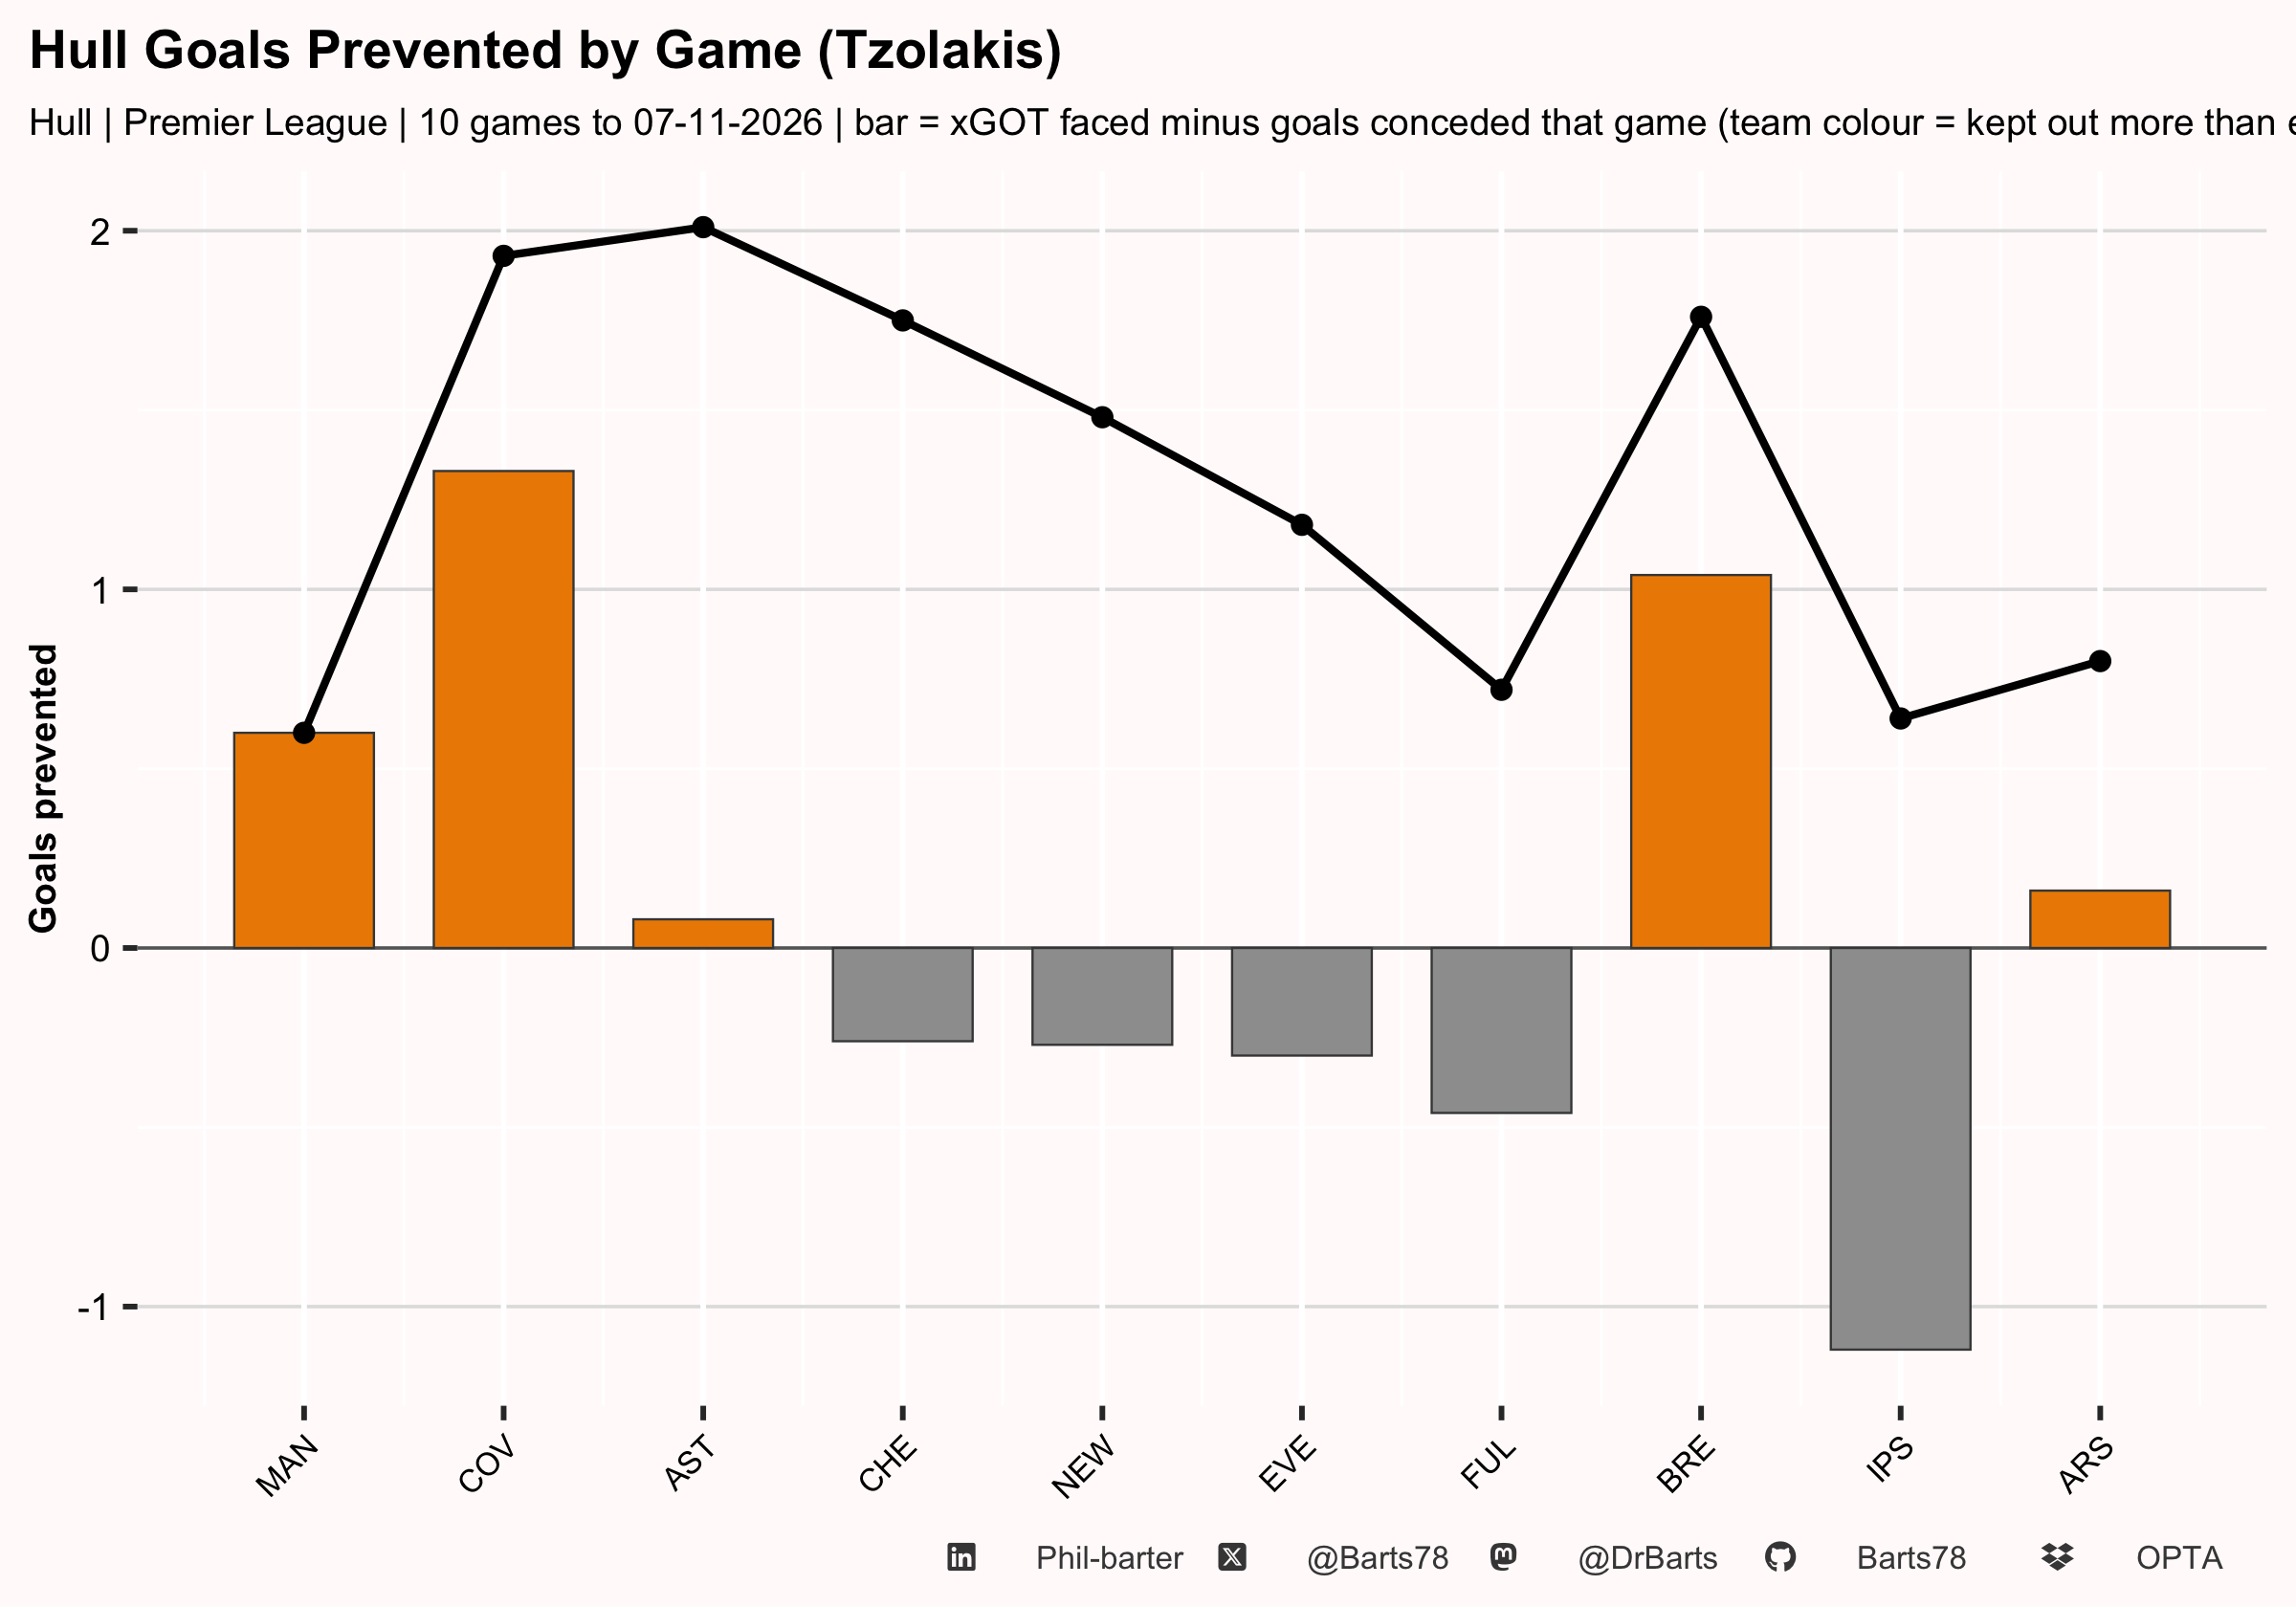 Hull Goals Prevented by Game (Tzolakis)
Hull | Premier League | 10 games to 07-11-2026 | bar = xGOT faced minus goals conceded that game (team colour = kept out more than
2
1
0
-1
Goals prevented
MAN
COV
AST
CHE
NEW
EVE
FUL
BRE
IPS
ARS
Phil-barter @Barts78 @DrBarts Barts78 OPTA